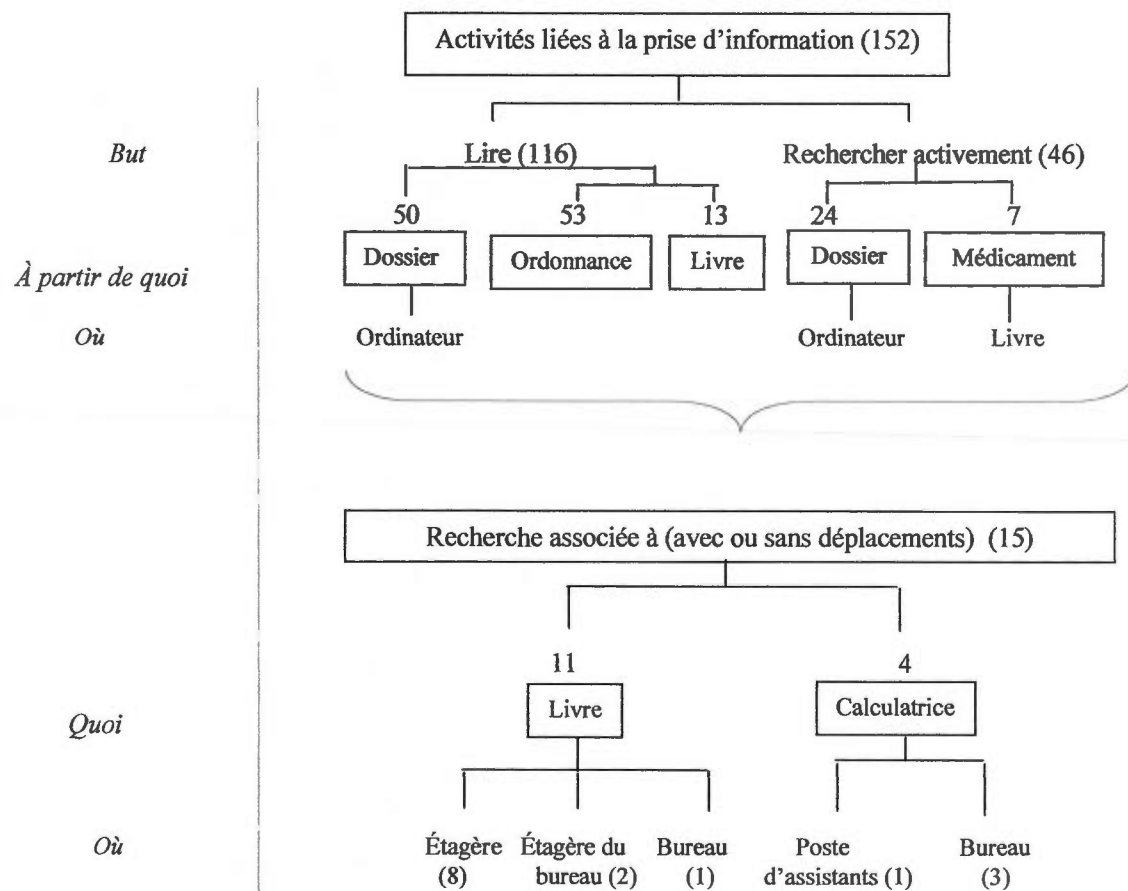 Activités liées à la prise d'information (152)
But
Lire (116)
Rechercher activement (46)
50
53
13
24
7
À partir de quoi
Dossier
Ordonnance
Livre
Dossier
Médicament
Où
Ordinateur
Ordinateur
Livre
Recherche associée à (avec ou sans déplacements) (15)
11
4
Quoi
Livre
Calculatrice
Où
Étagère
(8)
Étagère du
bureau (2)
Bureau
(1)
Poste
d'assistants (1)
Bureau
(3)